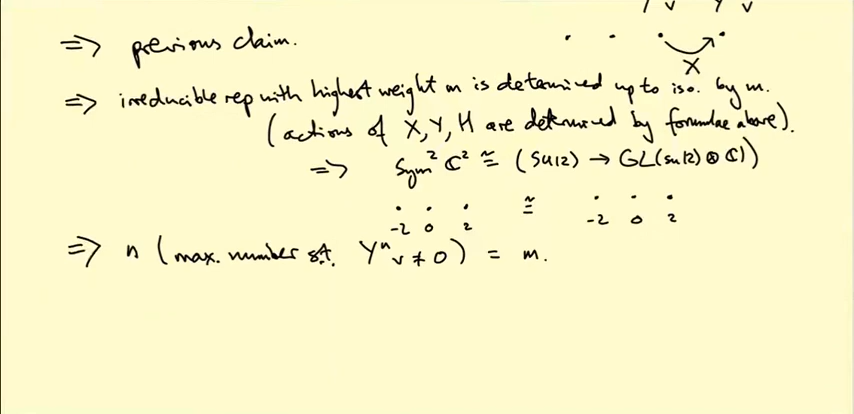 ⇒ previous claim.
X
⇒ irreducible rep with highest weight m is determined up to iso. by m.
(actions of X, Y, H are determined by formulae above).
⇒ Sym² ℂ² ≅ (SU(2) → GL(su(2) ⊗ ℂ))
≅
-2 0 2 -2 0 2
⇒ n (max. number s.t. Yⁿv ≠ 0) = m.